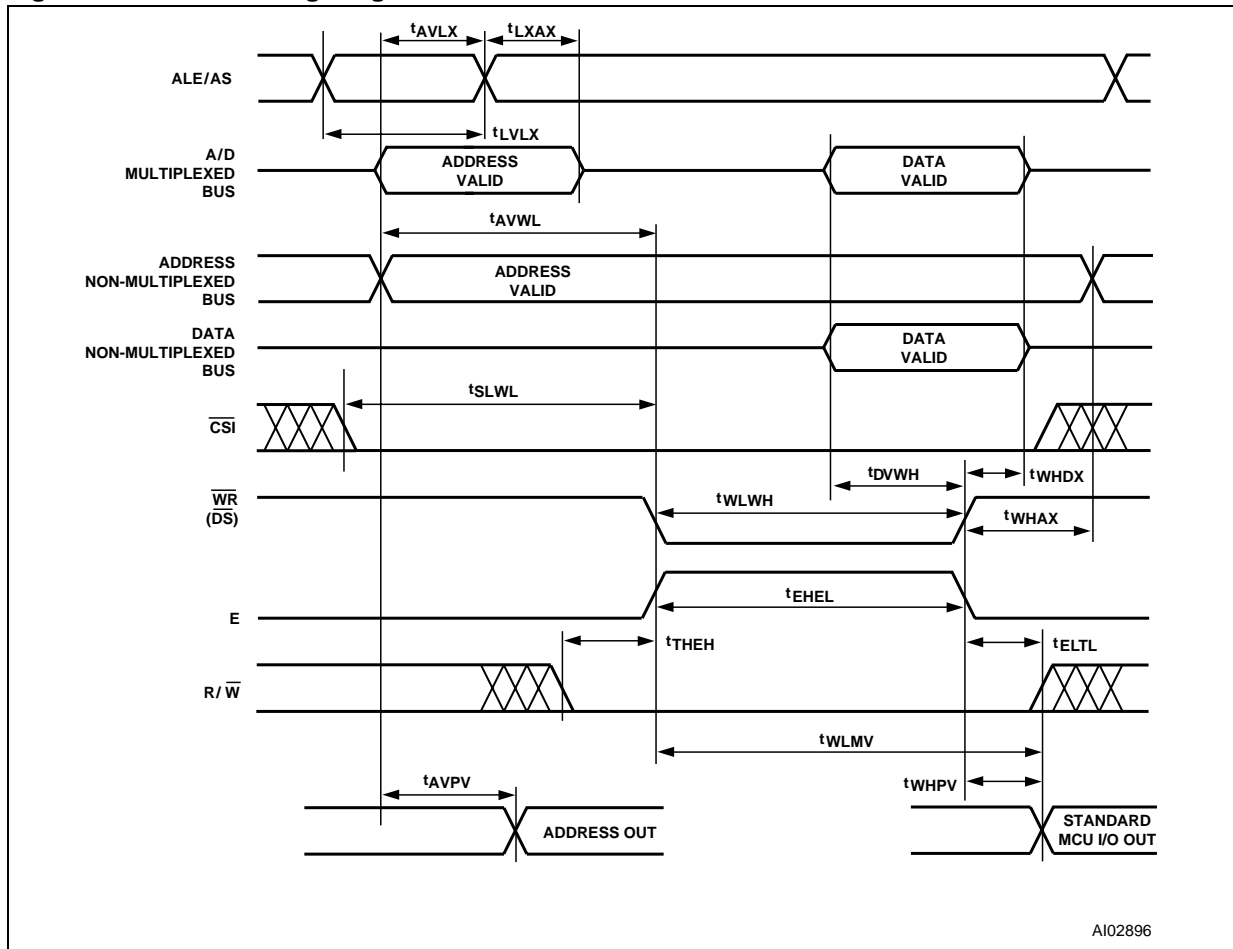 tAVLX
tLXAX
ALE/AS
tLVLX
A/D
MULTIPLEXED
BUS
ADDRESS
VALID
DATA
VALID
tAVWL
ADDRESS
NON-MULTIPLEXED
BUS
ADDRESS
VALID
DATA
NON-MULTIPLEXED
BUS
DATA
VALID
tSLWL
CSI
tDVWH
tWHDX
WR
(DS)
tWLWH
tWHAX
tEHEL
E
tTHEH
tELTL
R/W
tWLMV
tAVPV
tWHPV
ADDRESS OUT
STANDARD
MCU I/O OUT
AI02896